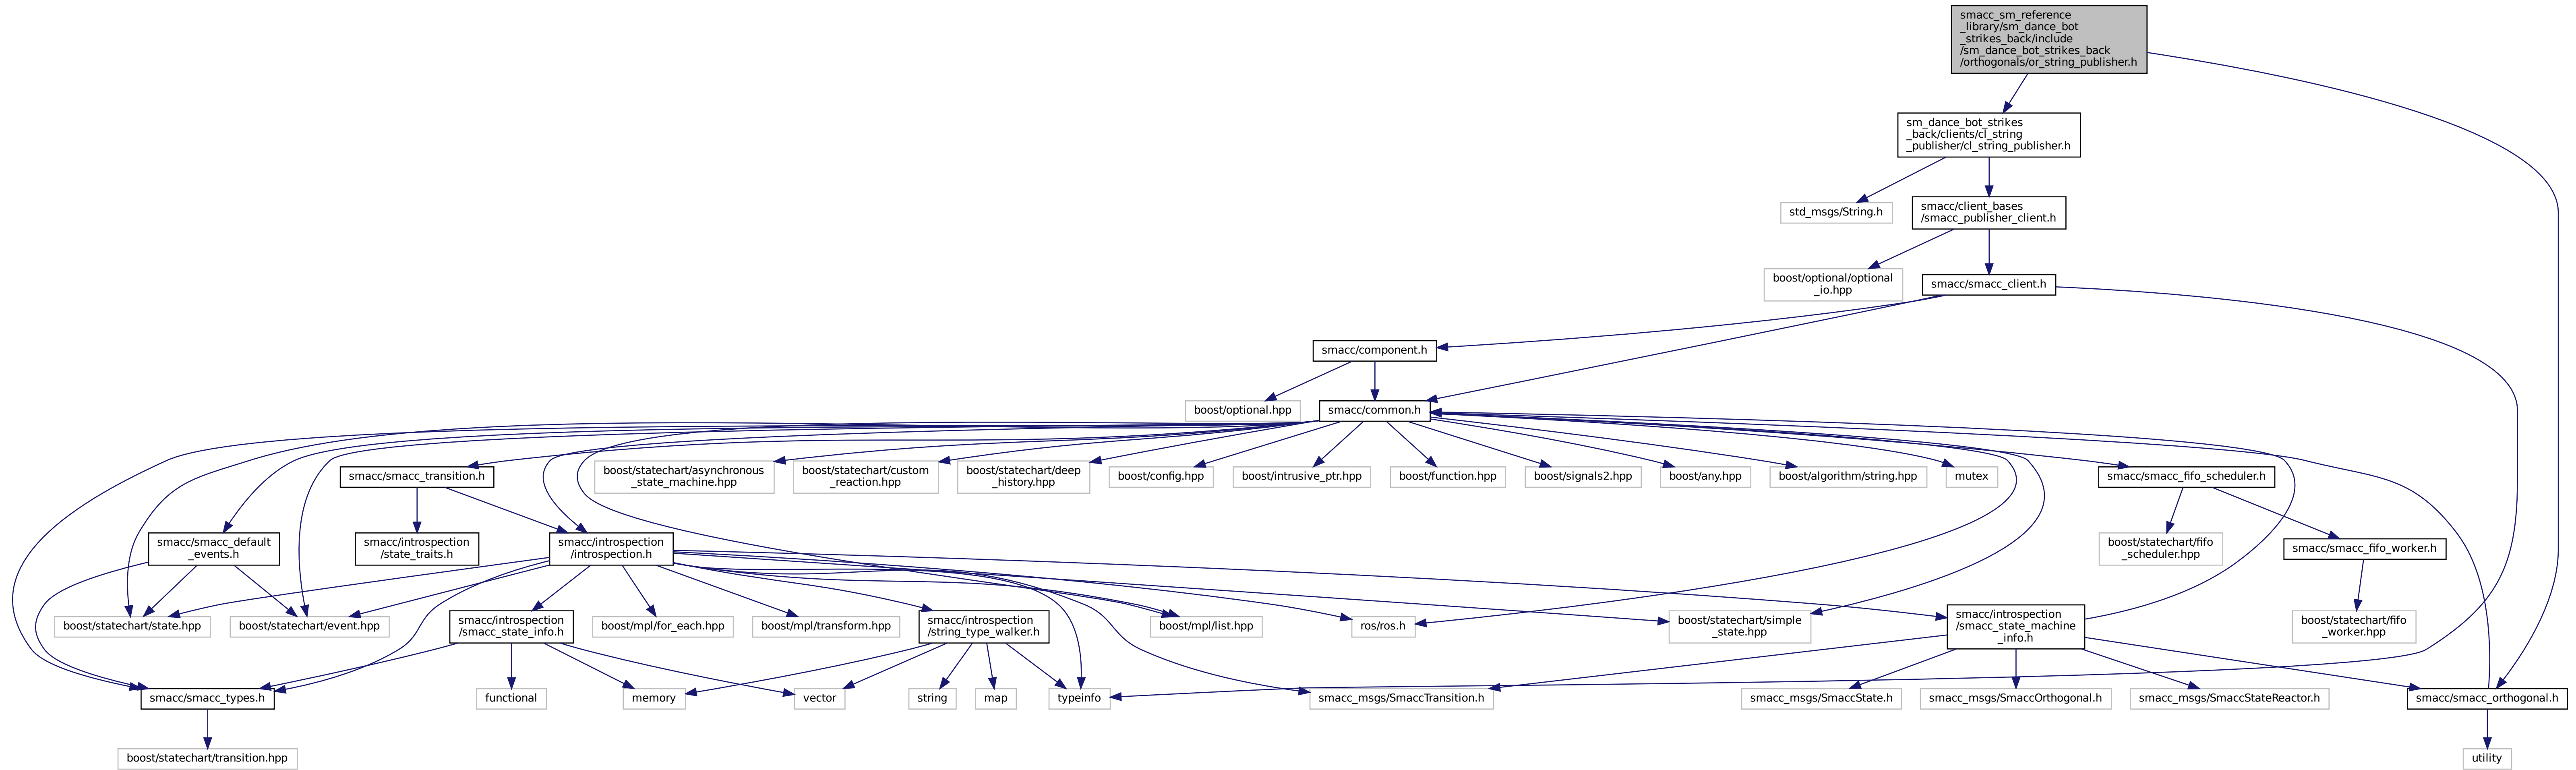 smacc_sm_reference
_library/sm_dance_bot
_strikes_back/include
/sm_dance_bot_strikes_back
/orthogonals/or_string_publisher.h
sm_dance_bot_strikes
_back/clients/cl_string
_publisher/cl_string_publisher.h
std_msgs/String.h
smacc/client_bases
/smacc_publisher_client.h
boost/optional/optional
_io.hpp
smacc/smacc_client.h
smacc/component.h
boost/optional.hpp
smacc/common.h
smacc/smacc_transition.h
boost/statechart/asynchronous
_state_machine.hpp
boost/statechart/custom
_reaction.hpp
boost/statechart/deep
_history.hpp
boost/config.hpp
boost/intrusive_ptr.hpp
boost/function.hpp
boost/signals2.hpp
boost/any.hpp
boost/algorithm/string.hpp
mutex
smacc/smacc_fifo_scheduler.h
smacc/smacc_default
_events.h
smacc/introspection
/state_traits.h
smacc/introspection
/introspection.h
boost/statechart/fifo
_scheduler.hpp
smacc/smacc_fifo_worker.h
boost/statechart/state.hpp
boost/statechart/event.hpp
smacc/introspection
/smacc_state_info.h
boost/mpl/for_each.hpp
boost/mpl/transform.hpp
smacc/introspection
/string_type_walker.h
boost/mpl/list.hpp
ros/ros.h
boost/statechart/simple
_state.hpp
smacc/introspection
/smacc_state_machine
_info.h
boost/statechart/fifo
_worker.hpp
smacc/smacc_types.h
functional
memory
vector
string
map
typeinfo
smacc_msgs/SmaccTransition.h
smacc_msgs/SmaccState.h
smacc_msgs/SmaccOrthogonal.h
smacc_msgs/SmaccStateReactor.h
smacc/smacc_orthogonal.h
boost/statechart/transition.hpp
utility